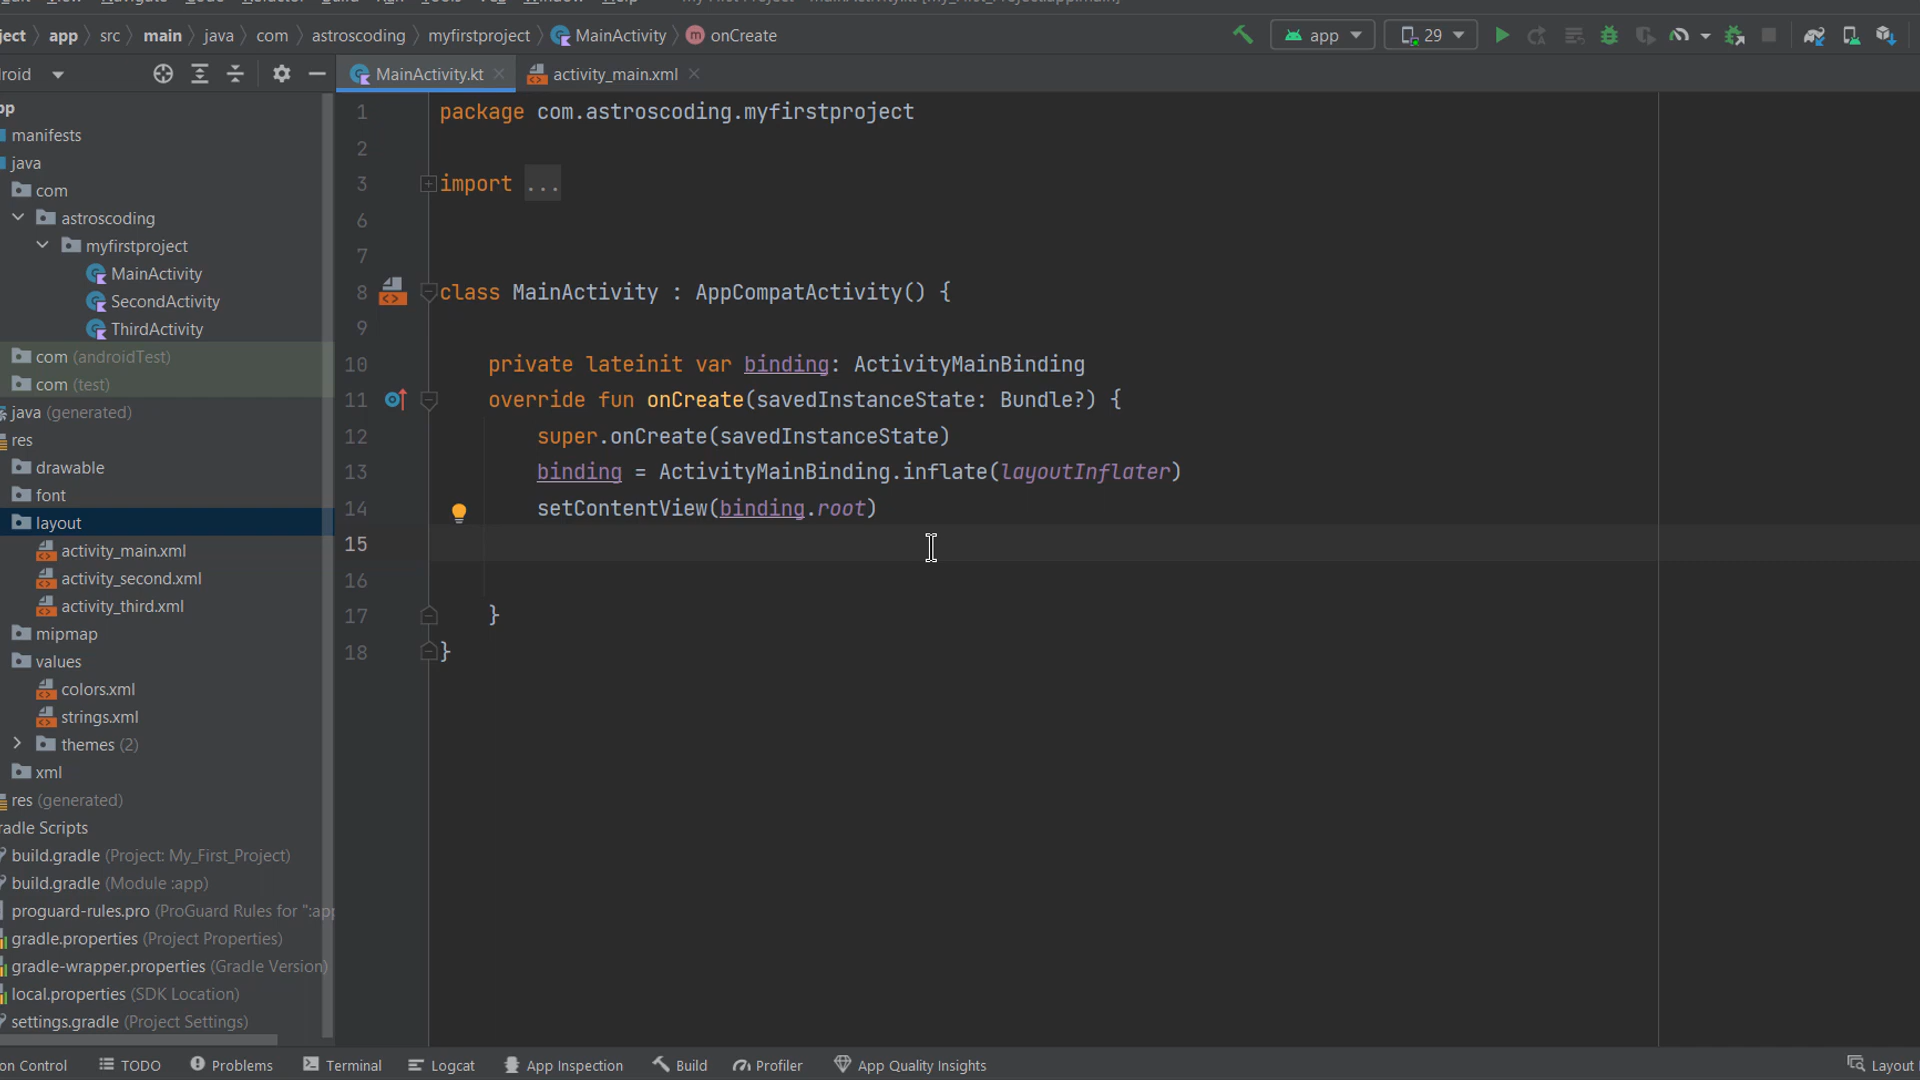 ject app src main java com astroscoding myfirstproject MainActivity onCreate app 29
roid MainActivity.kt activity_main.xml
pp
manifests
java
com
astroscoding
myfirstproject
MainActivity
SecondActivity
ThirdActivity
com (androidTest)
com (test)
java (generated)
res
drawable
font
layout
activity_main.xml
activity_second.xml
activity_third.xml
mipmap
values
colors.xml
strings.xml
themes (2)
xml
res (generated)
radle Scripts
build.gradle (Project: My_First_Project)
build.gradle (Module :app)
proguard-rules.pro (ProGuard Rules for ":app
gradle.properties (Project Properties)
gradle-wrapper.properties (Gradle Version)
local.properties (SDK Location)
settings.gradle (Project Settings)
1 package com.astroscoding.myfirstproject
2
3 import ...
6
7
8 class MainActivity : AppCompatActivity() {
9
10 private lateinit var binding: ActivityMainBinding
11 override fun onCreate(savedInstanceState: Bundle?) {
12 super.onCreate(savedInstanceState)
13 binding = ActivityMainBinding.inflate(layoutInflater)
14 setContentView(binding.root)
15
16
17 }
18 }
on Control TODO Problems Terminal Logcat App Inspection Build Profiler App Quality Insights Layout